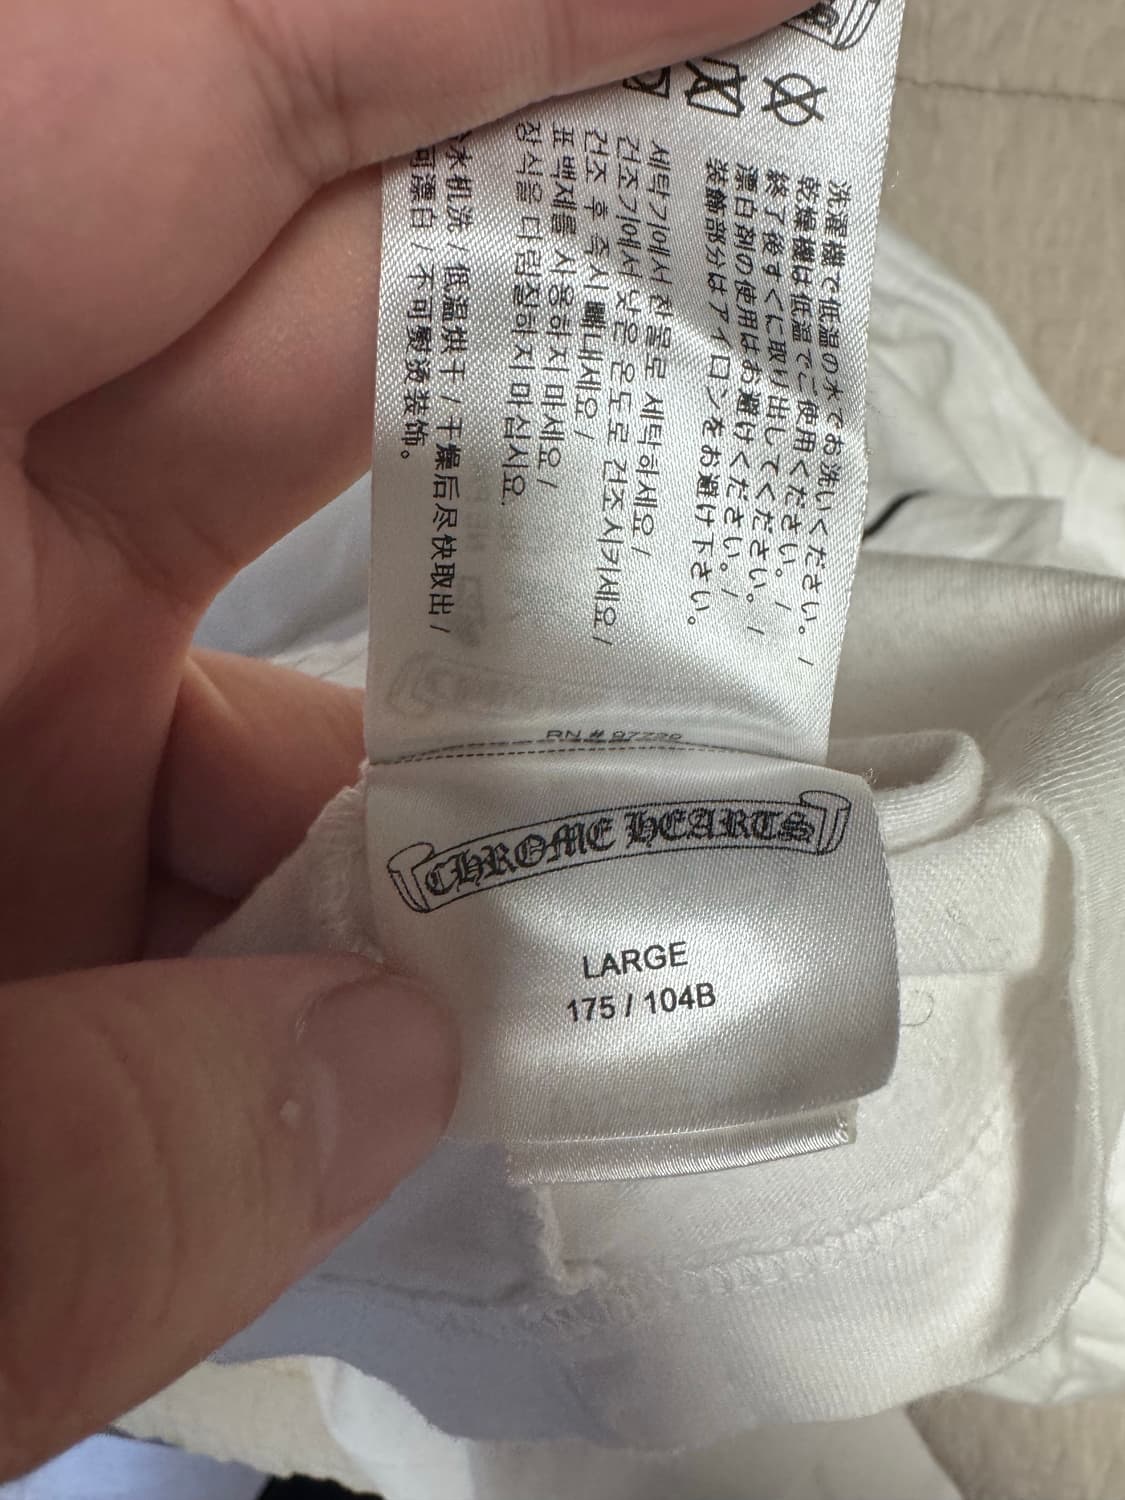 洗濯機で低温の水でお洗いください。/
乾燥機は低温でご使用ください。/
終了後すぐに取り出してください。/
漂白剤の使用はお避けください。/
装飾部分はアイロンをお避け下さい。
세탁기에서 찬물로 세탁하세요/
건조기에서 낮은 온도로 건조시키세요/
건조 후 즉시 빼내세요/
표백제를 사용하지 마세요/
장식을 다림질하지 마십시요.
冷水机洗/低温烘干/干燥后尽快取出/
可漂白/不可熨烫装饰。
RN #
CHROME HEARTS
LARGE
175 / 104B